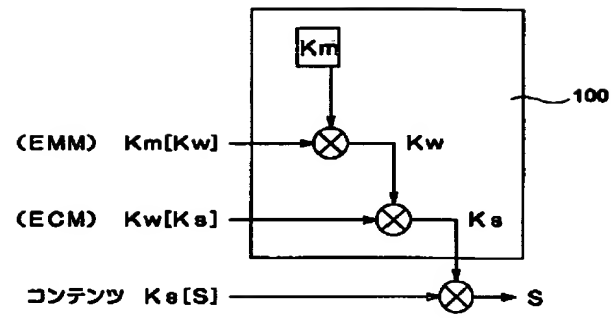 Km
100
(EMM) Km[Kw] Kw
(ECM) Kw[Ks] Ks
コンテンツ Ks[S] S